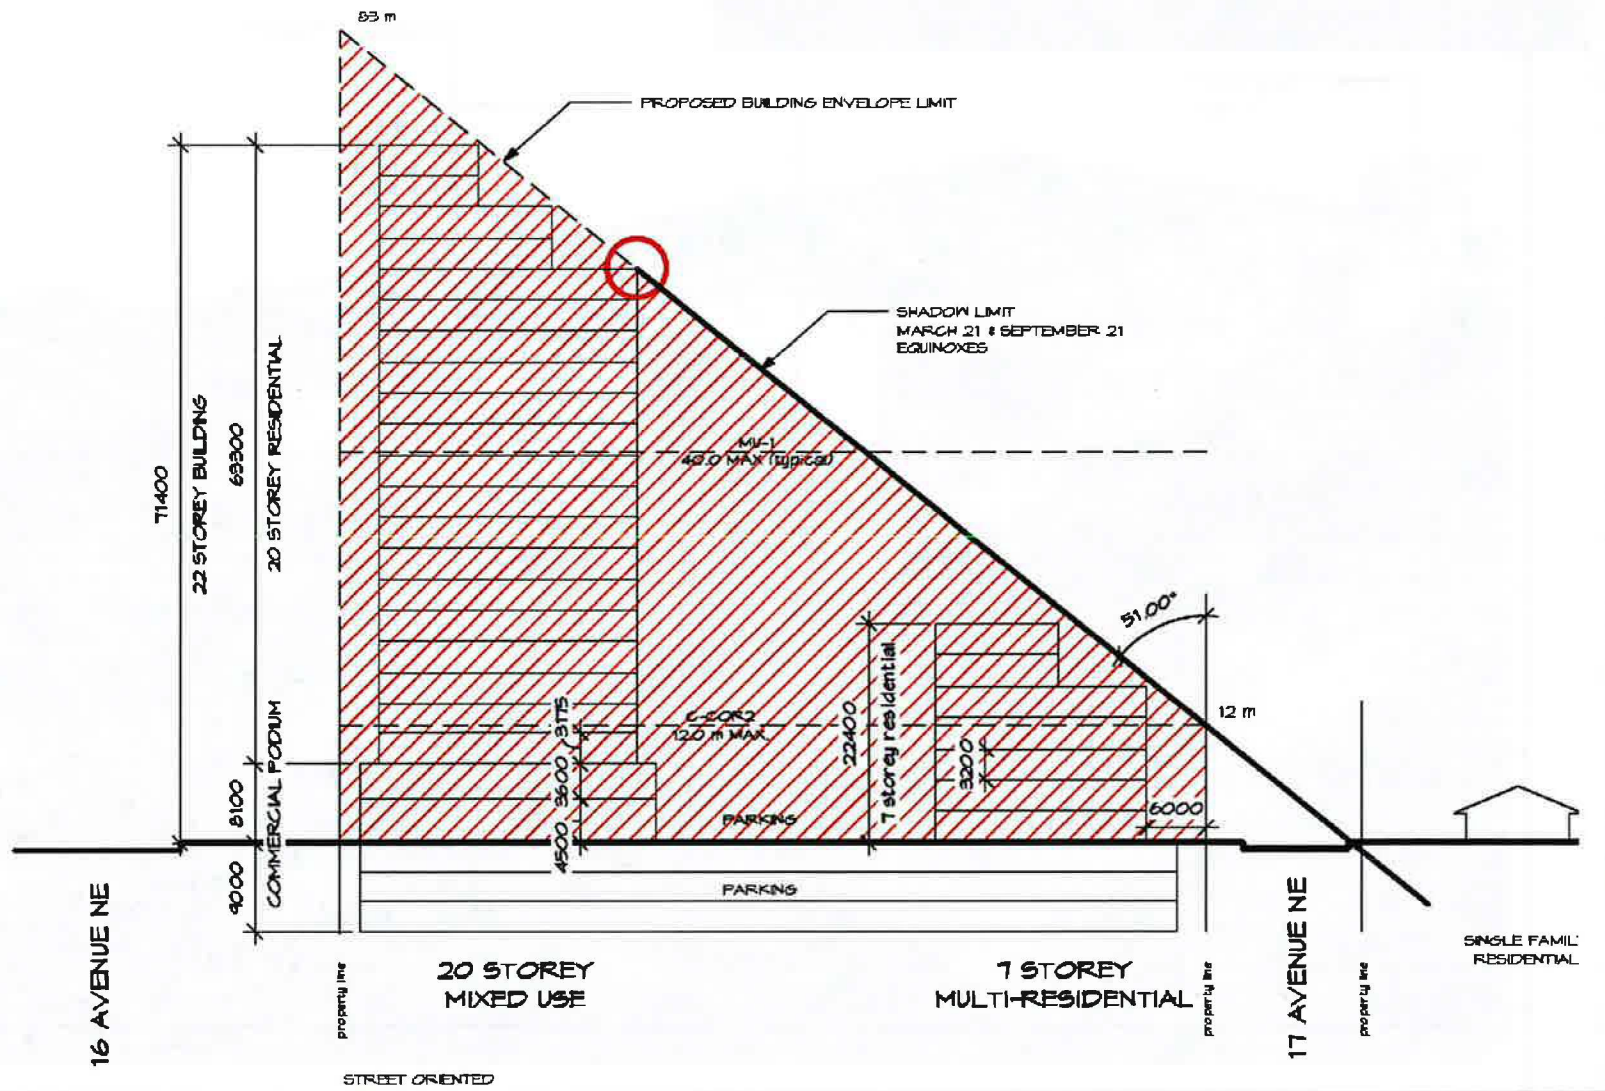 83 m
PROPOSED BUILDING ENVELOPE LIMIT
SHADOW LIMIT
MARCH 21 & SEPTEMBER 21
EQUINOXES
71400
22 STOREY BUILDING
63300
20 STOREY RESIDENTIAL
MU-1
40.0 MAX (typical)
51.00°
12 m
C-COR2
12.0 m MAX.
3175
3600
4500
22400
7 storey residential
3200
6000
8100
COMMERCIAL PODIUM
9000
PARKING
PARKING
16 AVENUE NE
property line
20 STOREY
MIXED USE
7 STOREY
MULTI-RESIDENTIAL
property line
17 AVENUE NE
property line
SINGLE FAMIL
RESIDENTIAL
STREET ORIENTED